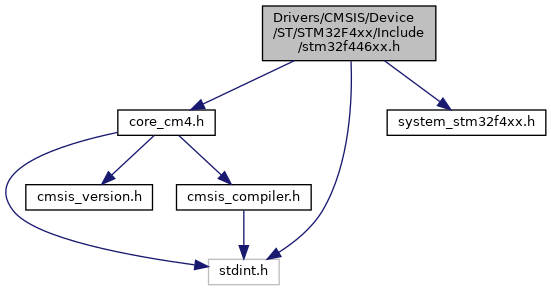 Drivers/CMSIS/Device
/ST/STM32F4xx/Include
/stm32f446xx.h
core_cm4.h
system_stm32f4xx.h
cmsis_version.h
cmsis_compiler.h
stdint.h